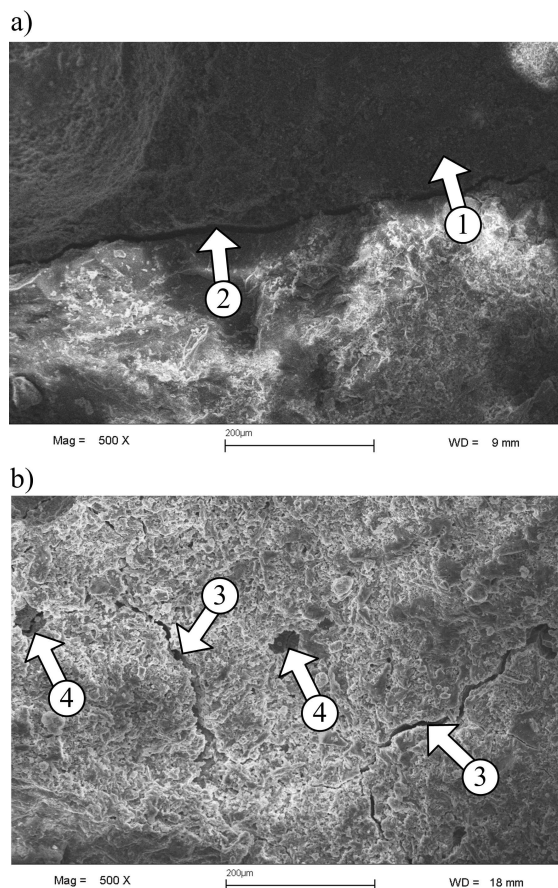 a)
1
2
200µm
Mag = 500 X
WD = 9 mm
b)
3
4
4
3
200µm
Mag = 500 X
WD = 18 mm